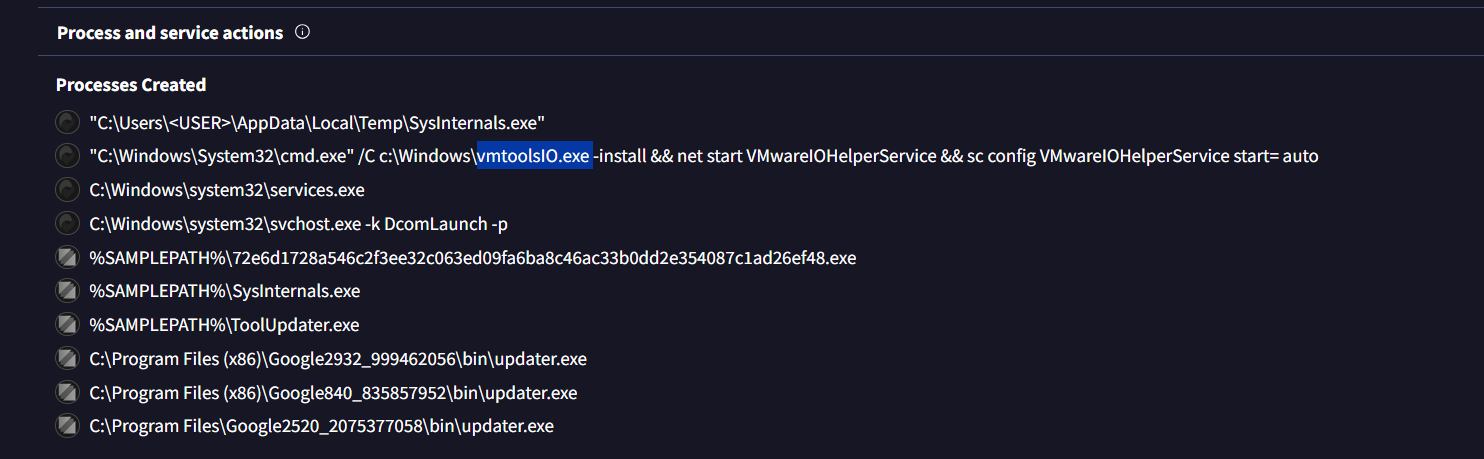 Process and service actions
Processes Created
"C:\Users\<USER>\AppData\Local\Temp\SysInternals.exe"
"C:\Windows\System32\cmd.exe" /C c:\Windows\vmtoolsIO.exe -install && net start VMwareIOHelperService && sc config VMwareIOHelperService start= auto
C:\Windows\system32\services.exe
C:\Windows\system32\svchost.exe -k DcomLaunch -p
%SAMPLEPATH%\72e6d1728a546c2f3ee32c063ed09fa6ba8c46ac33b0dd2e354087c1ad26ef48.exe
%SAMPLEPATH%\SysInternals.exe
%SAMPLEPATH%\ToolUpdater.exe
C:\Program Files (x86)\Google2932_999462056\bin\updater.exe
C:\Program Files (x86)\Google840_835857952\bin\updater.exe
C:\Program Files\Google2520_2075377058\bin\updater.exe